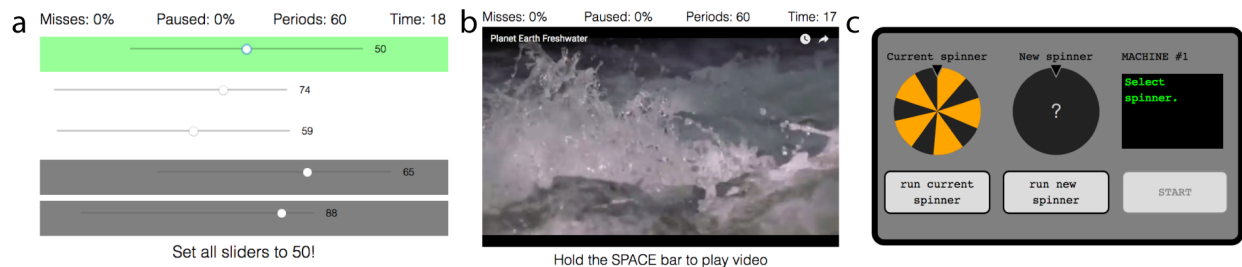 a
Misses: 0% Paused: 0% Periods: 60 Time: 18
50
74
59
65
88
Set all sliders to 50!
b
Misses: 0% Paused: 0% Periods: 60 Time: 17
Planet Earth Freshwater
Hold the SPACE bar to play video
c
Current spinner New spinner MACHINE #1
?
Select
spinner.
run current
spinner
run new
spinner
START